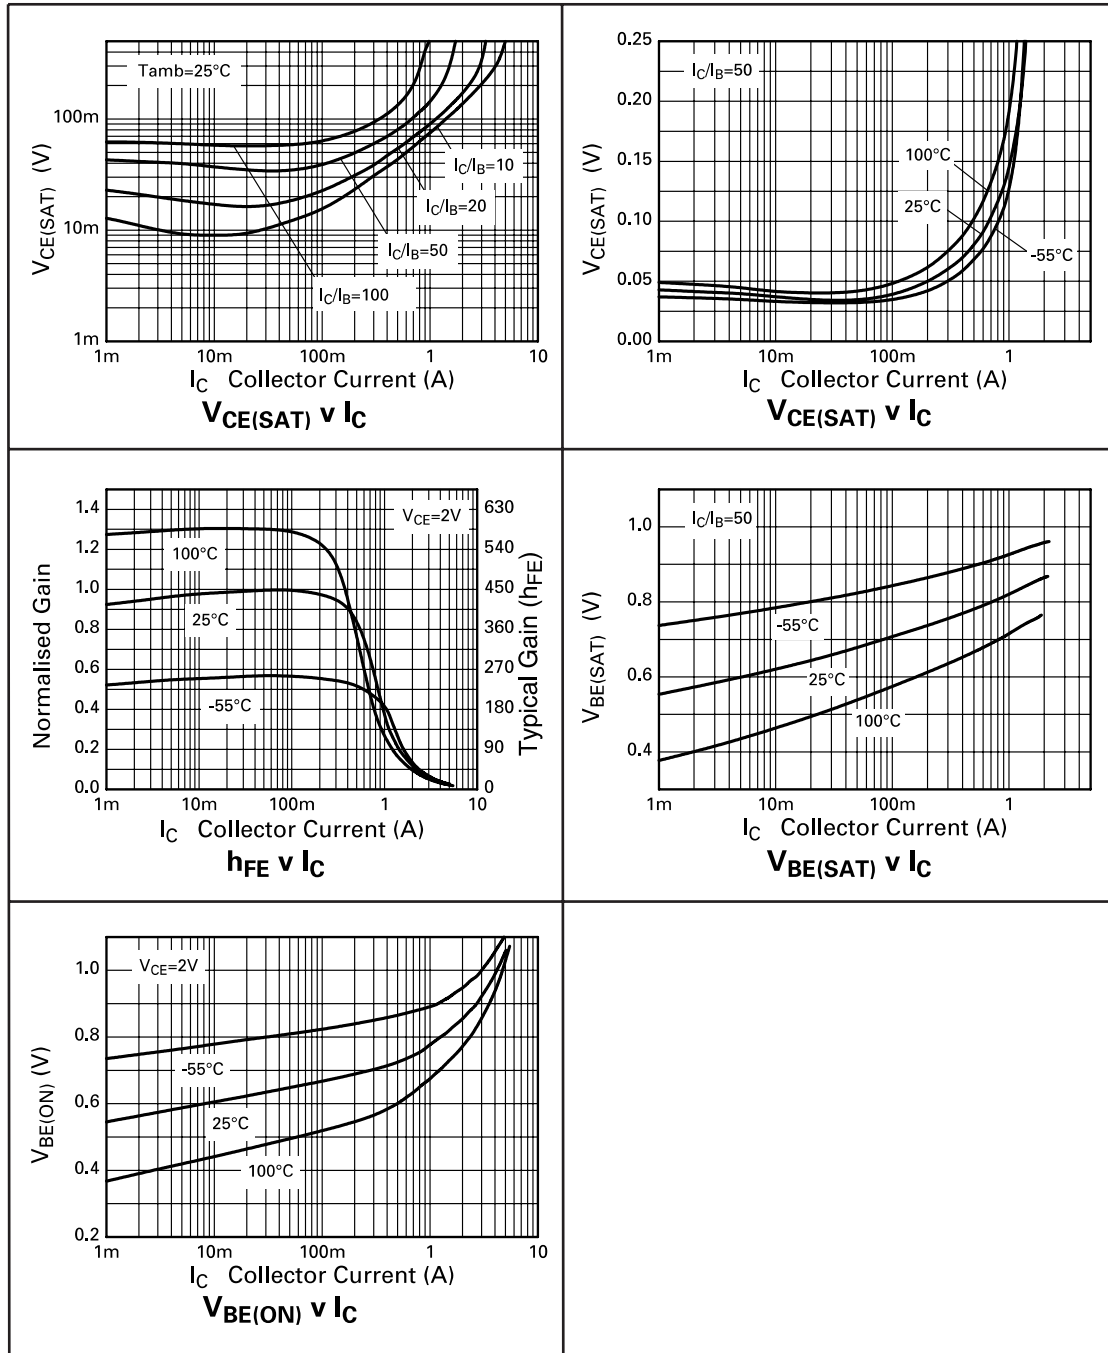 Tamb=25°C
100m
10m
1m
VCE(SAT) (V)
IC/IB=10
IC/IB=20
IC/IB=50
IC/IB=100
1m 10m 100m 1 10
IC Collector Current (A)
VCE(SAT) v IC
0.25
0.20
0.15
0.10
0.05
0.00
VCE(SAT) (V)
IC/IB=50
100°C
25°C
-55°C
1m 10m 100m 1
IC Collector Current (A)
VCE(SAT) v IC
1.4
1.2
1.0
0.8
0.6
0.4
0.2
0.0
Normalised Gain
VCE=2V
100°C
25°C
-55°C
630
540
450
360
270
180
90
0
Typical Gain (hFE)
1m 10m 100m 1 10
IC Collector Current (A)
hFE v IC
1.0
0.8
0.6
0.4
VBE(SAT) (V)
IC/IB=50
-55°C
25°C
100°C
1m 10m 100m 1
IC Collector Current (A)
VBE(SAT) v IC
1.0
0.8
0.6
0.4
0.2
VBE(ON) (V)
VCE=2V
-55°C
25°C
100°C
1m 10m 100m 1 10
IC Collector Current (A)
VBE(ON) v IC